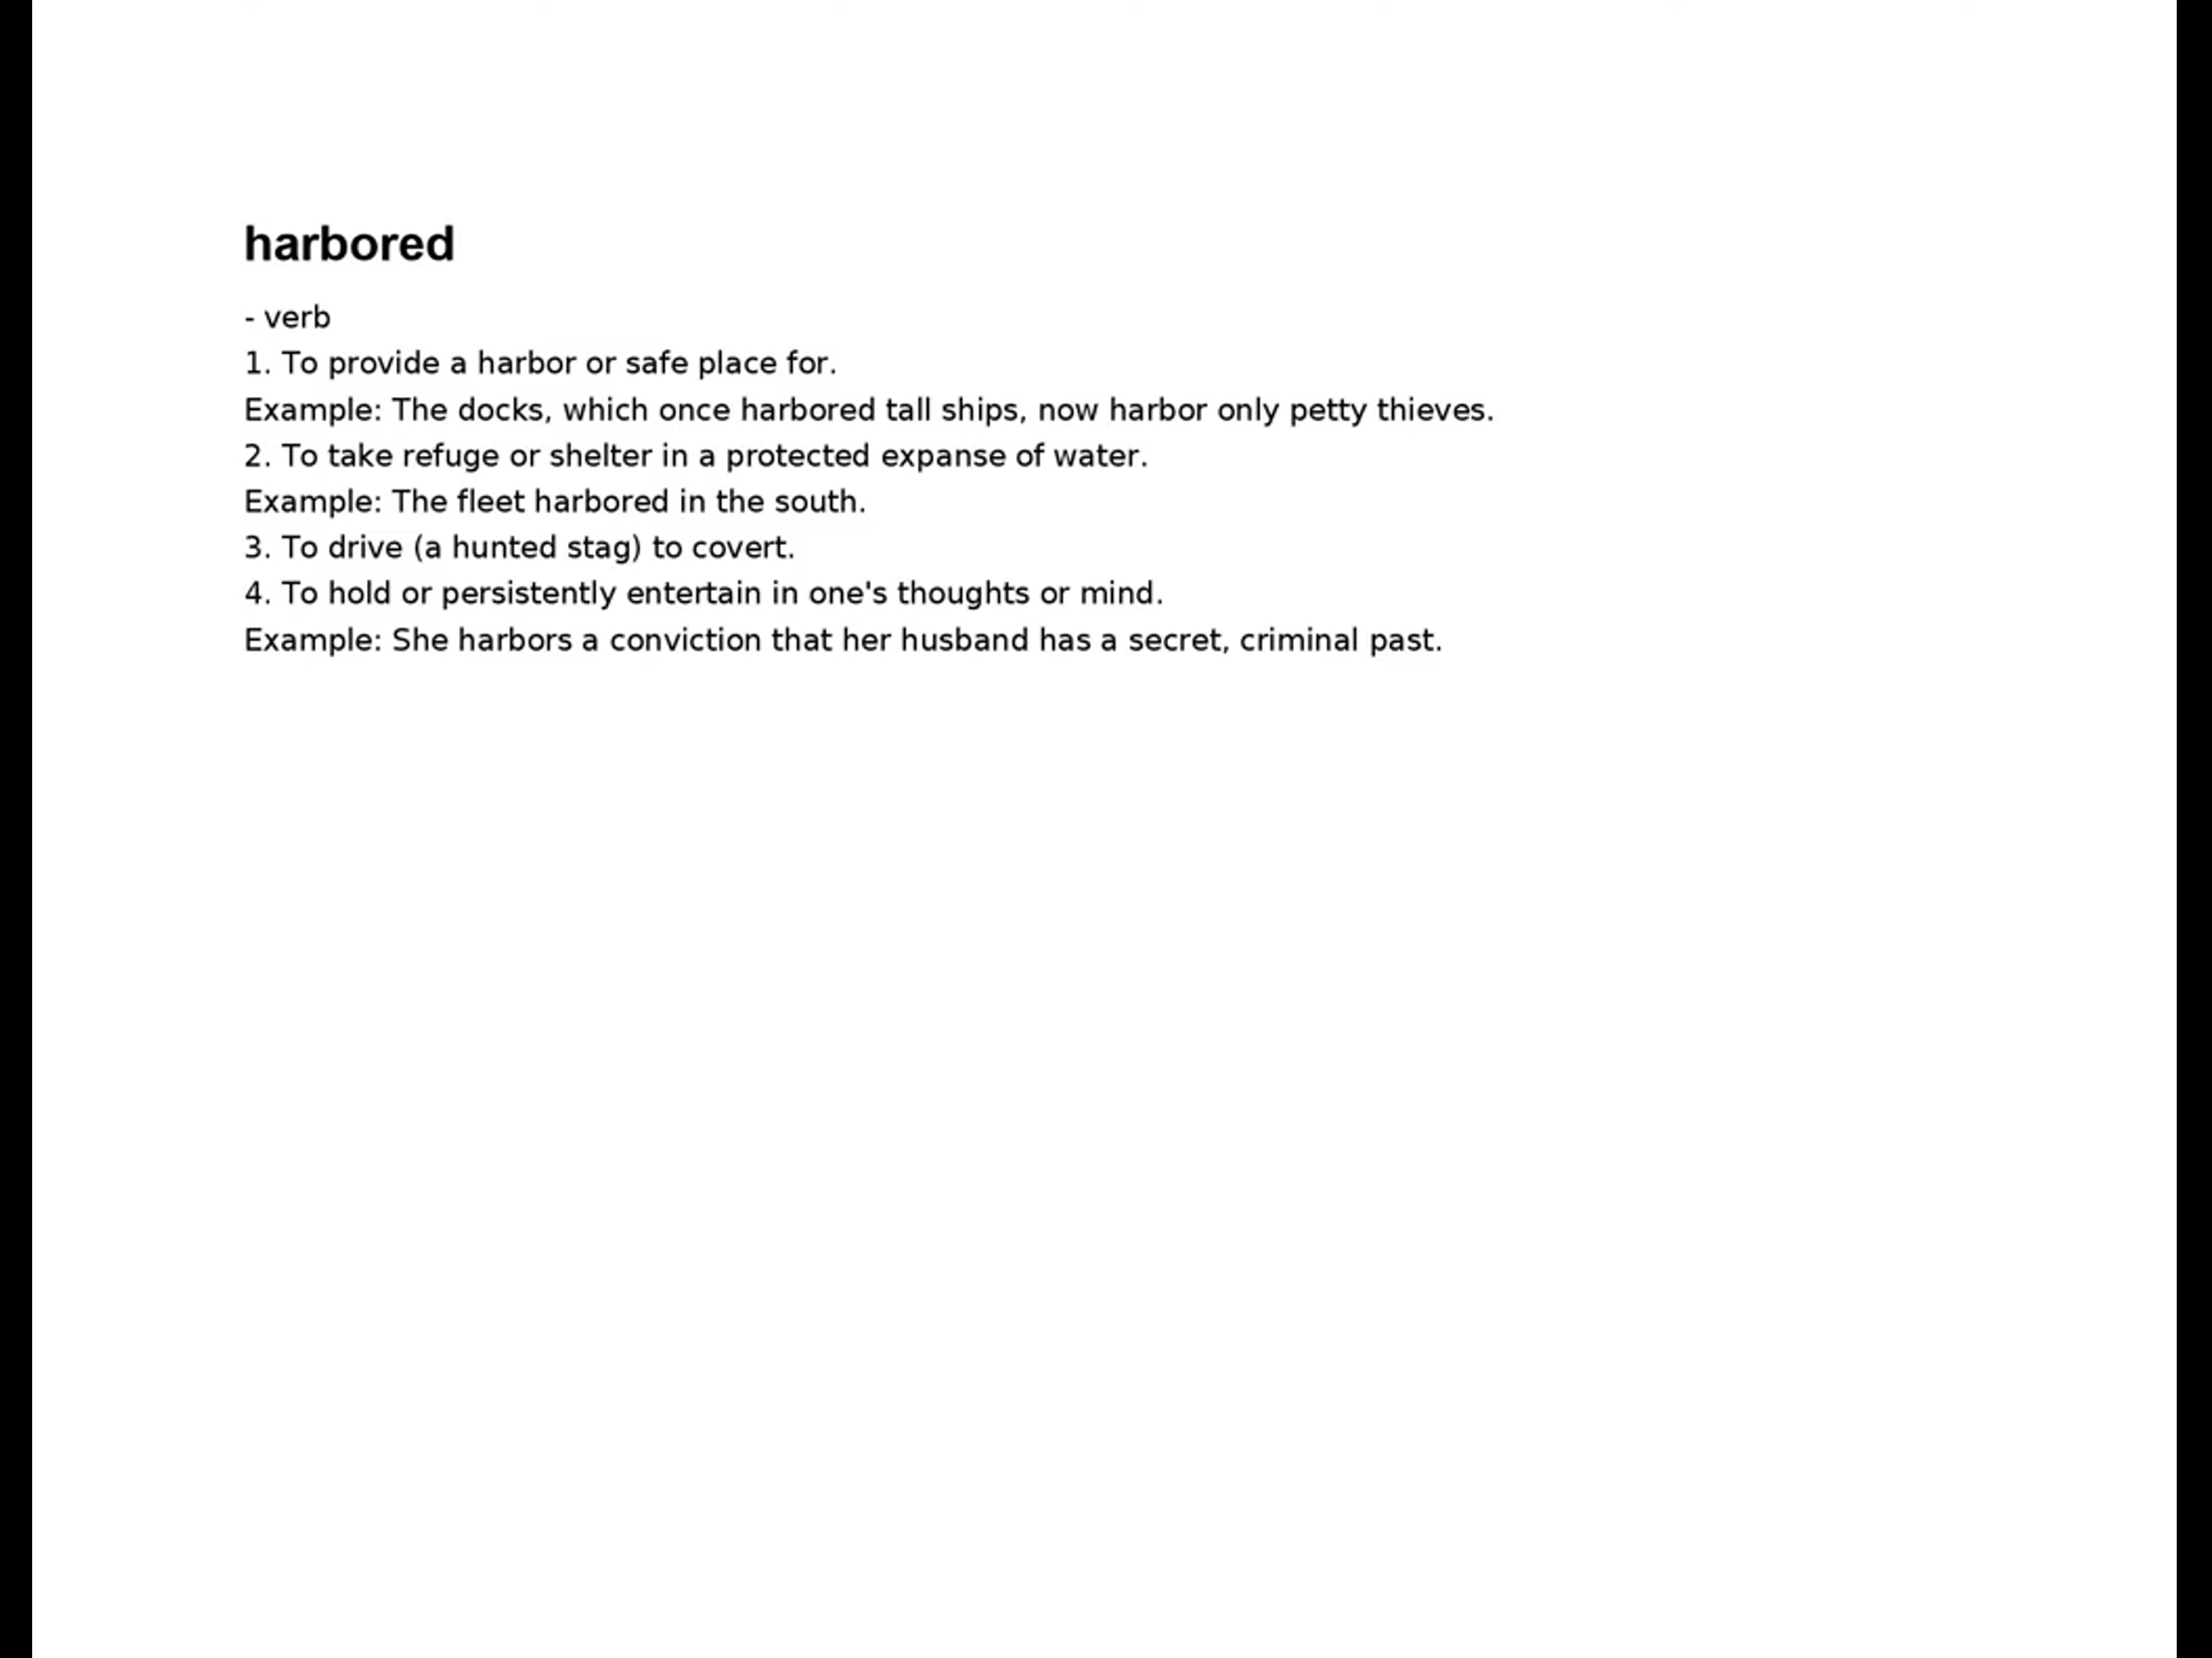 harbored
- verb
1. To provide a harbor or safe place for.
Example: The docks, which once harbored tall ships, now harbor only petty thieves.
2. To take refuge or shelter in a protected expanse of water.
Example: The fleet harbored in the south.
3. To drive (a hunted stag) to covert.
4. To hold or persistently entertain in one's thoughts or mind.
Example: She harbors a conviction that her husband has a secret, criminal past.